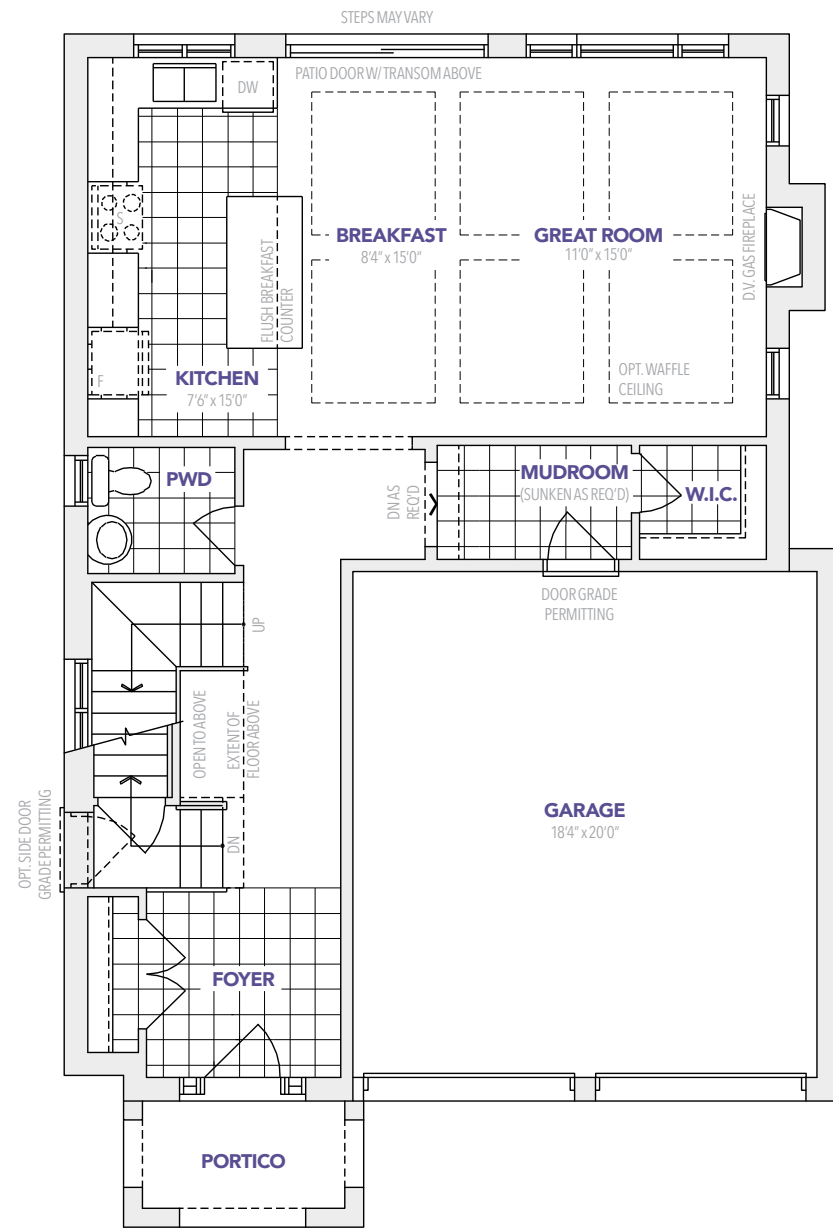 STEPS MAY VARY
PATIO DOOR W/ TRANSOM ABOVE
DW
S
F
FLUSH BREAKFAST
COUNTER
BREAKFAST
8'4" x 15'0"
GREAT ROOM
11'0" x 15'0"
D.V. GAS FIREPLACE
OPT. WAFFLE
CEILING
KITCHEN
7'6" x 15'0"
PWD
DN AS
REQ'D
MUDROOM
(SUNKEN AS REQ'D)
W.I.C.
DOOR GRADE
PERMITTING
UP
OPEN TO ABOVE
EXTENT OF
FLOOR ABOVE
DN
OPT. SIDE DOOR
GRADE PERMITTING
GARAGE
18'4" x 20'0"
FOYER
PORTICO